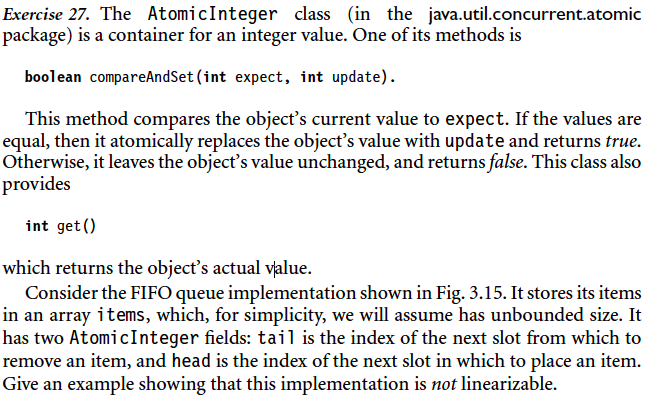 Exercise 27. The AtomicInteger class (in the java.util.concurrent.atomic
package) is a container for an integer value. One of its methods is
boolean compareAndSet(int expect, int update).
This method compares the object's current value to expect. If the values are
equal, then it atomically replaces the object's value with update and returns true.
Otherwise, it leaves the object's value unchanged, and returns false. This class also
provides
int get()
which returns the object's actual value.
Consider the FIFO queue implementation shown in Fig. 3.15. It stores its items
in an array items, which, for simplicity, we will assume has unbounded size. It
has two AtomicInteger fields: tail is the index of the next slot from which to
remove an item, and head is the index of the next slot in which to place an item.
Give an example showing that this implementation is not linearizable.